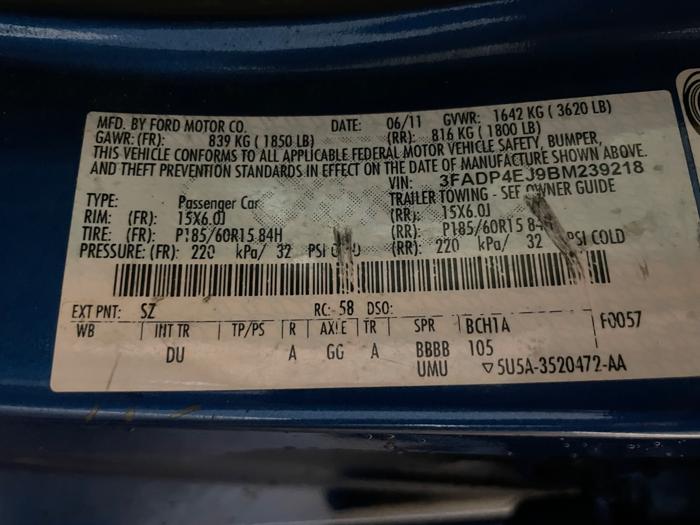 MFD. BY FORD MOTOR CO. DATE: 06/11 GVWR: 1642 KG ( 3620 LB)
GAWR: (FR): 839 KG ( 1850 LB) (RR): 816 KG ( 1800 LB)
THIS VEHICLE CONFORMS TO ALL APPLICABLE FEDERAL MOTOR VEHICLE SAFETY, BUMPER,
AND THEFT PREVENTION STANDARDS IN EFFECT ON THE DATE OF MANUFACTURE SHOWN ABOVE.
VIN: 3FADP4EJ9BM239218
TYPE: Passenger Car TRAILER TOWING - SEE OWNER GUIDE
RIM: (FR): 15X6.0J (RR): 15X6.0J
TIRE: (FR): P185/60R15 84H (RR): P185/60R15 84
PRESSURE: (FR): 220 kPa/ 32 PSI (RR): 220 kPa/ 32 PSI COLD
EXT PNT: SZ RC: 58 DSO:
WB INT TR TP/PS R AXLE TR SPR BCH1A F0057
DU A GG A BBBB 105
UMU ▽5U5A-3520472-AA